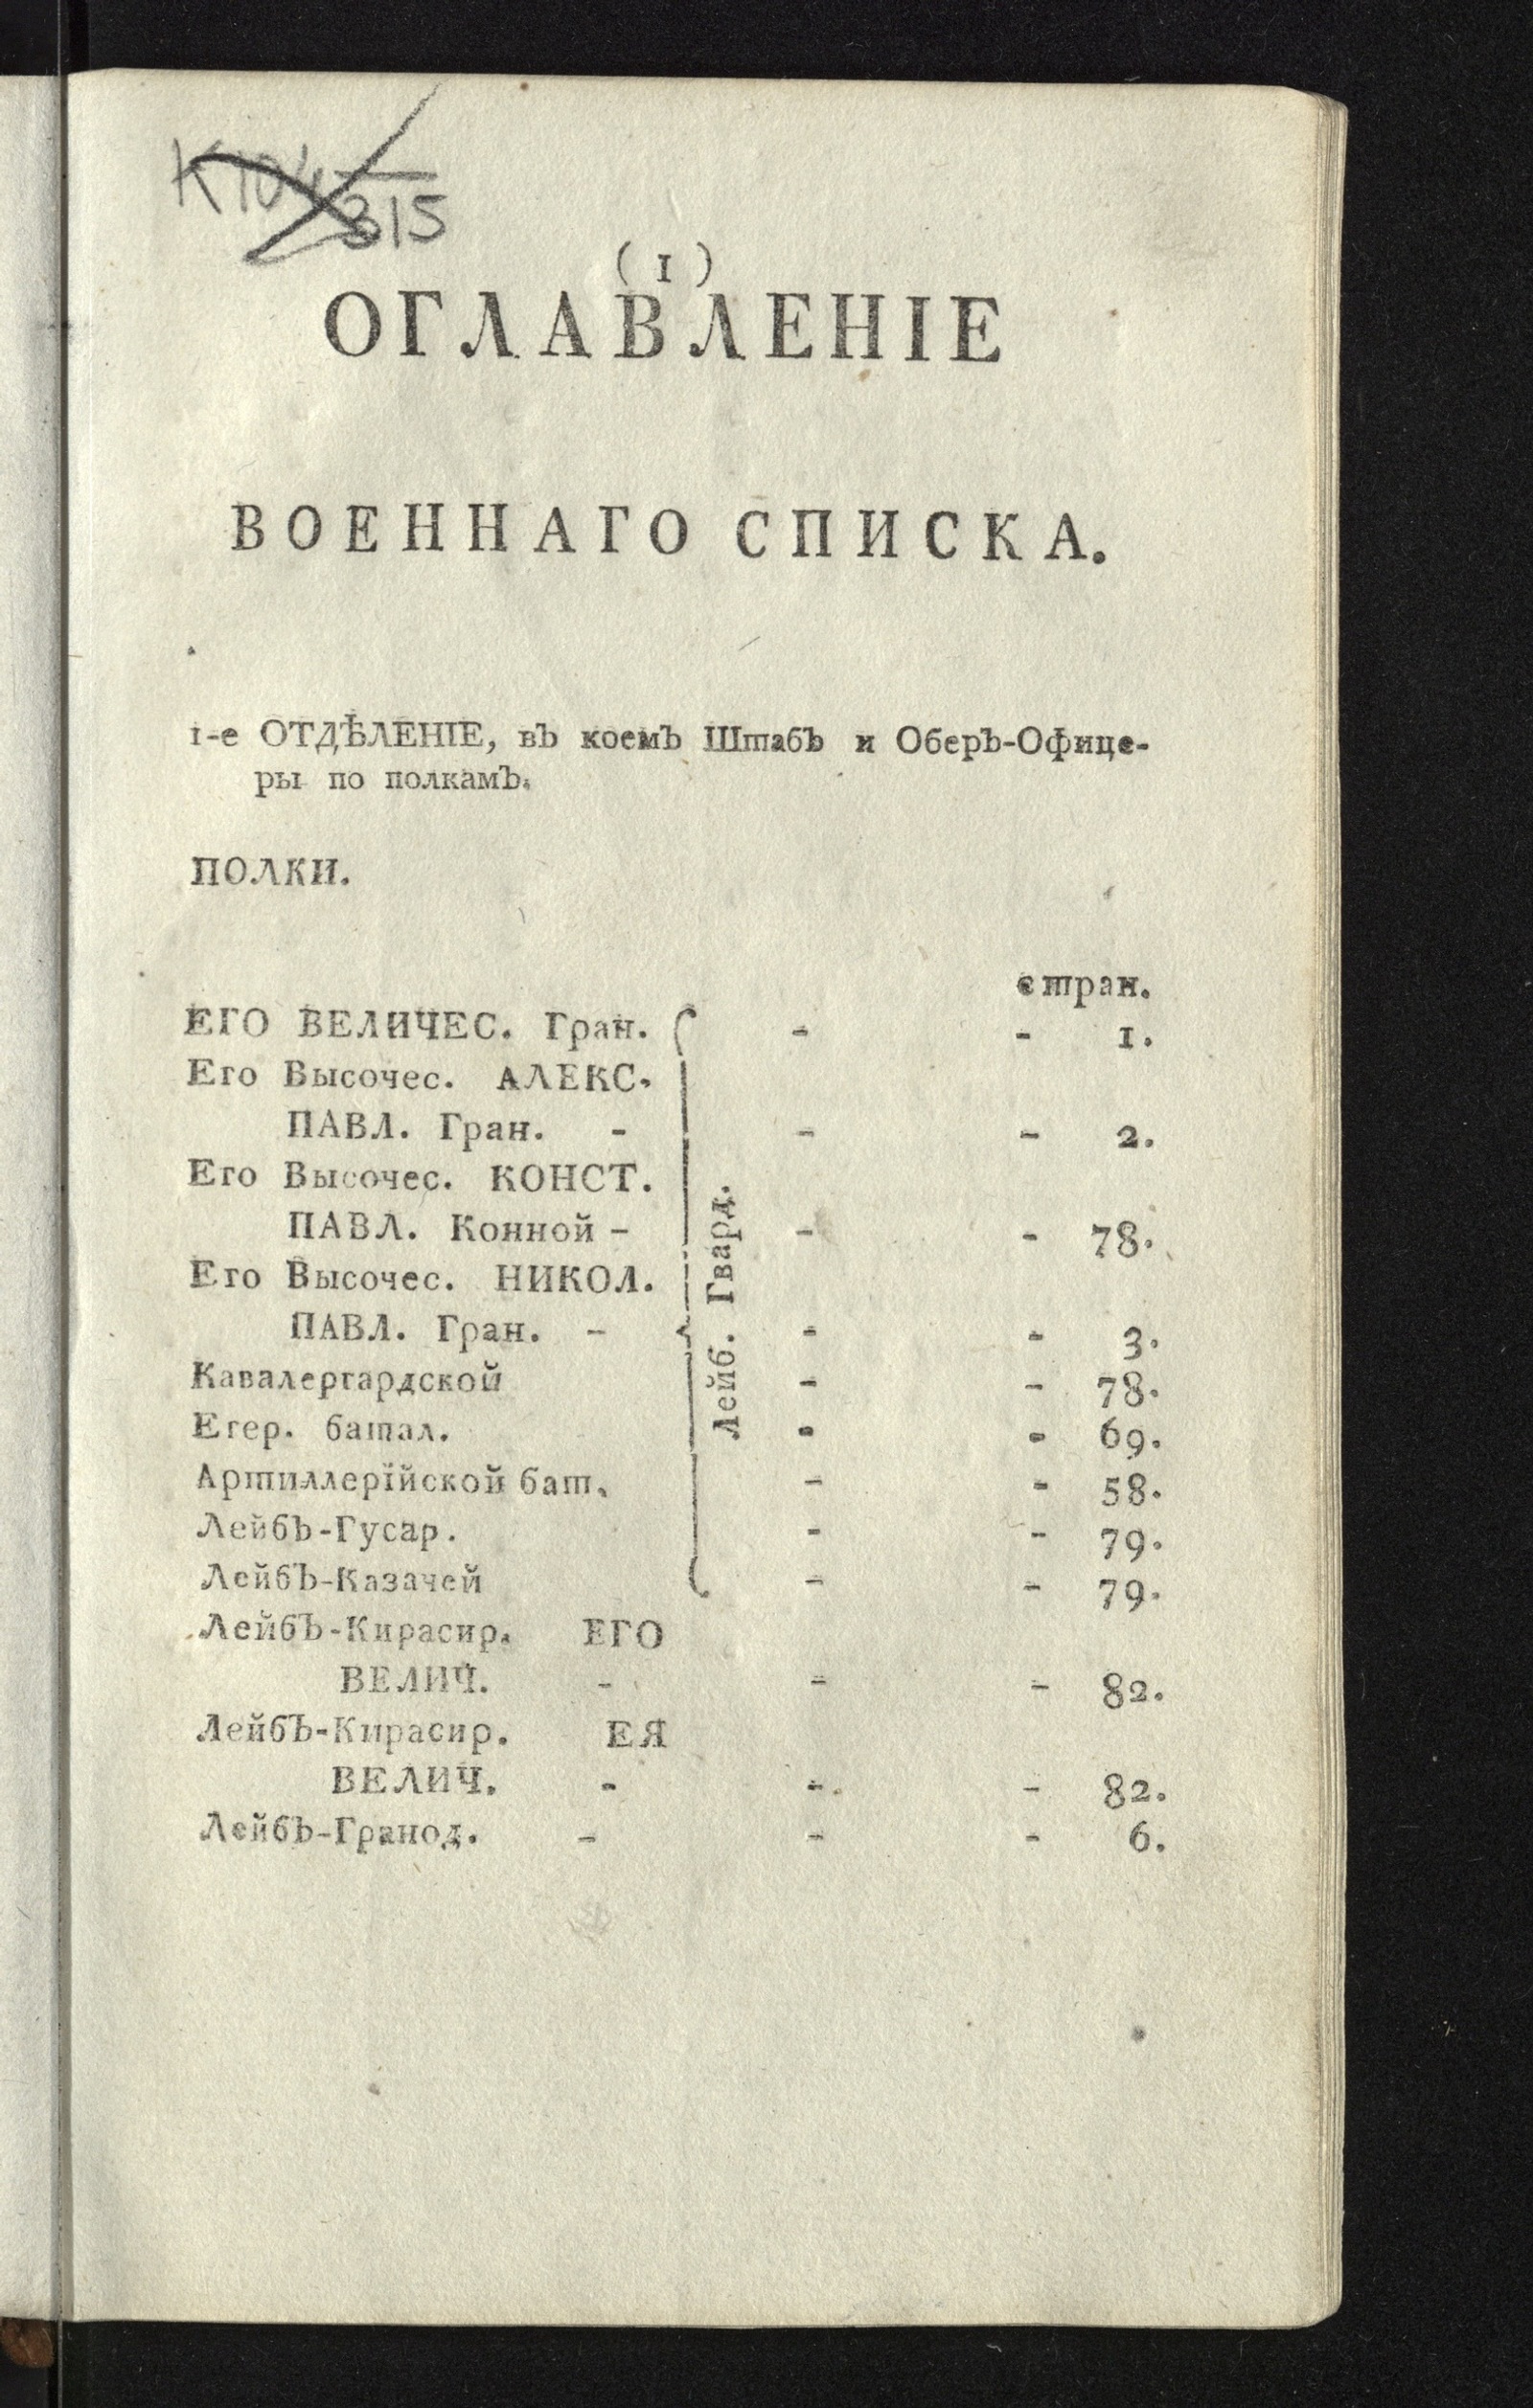 315
(1)
ОГЛАВЛЕНІЕ
ВОЕННАГО СПИСКА.
1-е ОТДѢЛЕНІЕ, въ коемъ Штабъ и Оберъ-Офице-
ры по полкамъ.
ПОЛКИ.
стран.
ЕГО ВЕЛИЧЕС. Гран. - - 1.
Его Высочес. АЛЕКС.
ПАВЛ. Гран. - - - 2.
Его Высочес. КОНСТ.
ПАВЛ. Конной - - - 78.
Его Высочес. НИКОЛ.
ПАВЛ. Гран. - - - 3.
Кавалергардской - - 78.
Егер. батал. - - 69.
Артиллерїйской бат. - - 58.
Лейбъ-Гусар. - - 79.
Лейбъ-Казачей - - 79.
Лейб. Гвард.
Лейбъ-Кирасир. ЕГО
ВЕЛИЧ. - - - 82.
Лейбъ-Кирасир. ЕЯ
ВЕЛИЧ. - - - 82.
Лейбъ-Гранод. - - - 6.